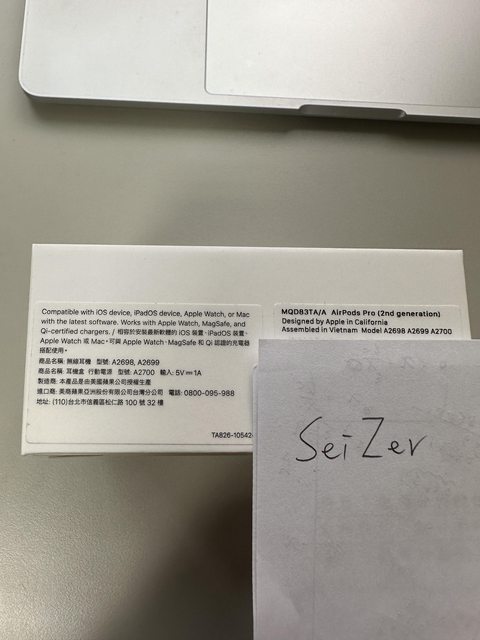 Compatible with iOS device, iPadOS device, Apple Watch, or Mac
with the latest software. Works with Apple Watch, MagSafe, and
Qi-certified chargers. / 相容於安裝最新軟體的 iOS 裝置、iPadOS 裝置、
Apple Watch 或 Mac。可與 Apple Watch、MagSafe 和 Qi 認證的充電器
搭配使用。
商品名稱: 無線耳機 型號: A2698, A2699
商品名稱: 耳機盒 行動電源 型號: A2700 輸入: 5V⎓1A
製造商: 本產品是由美國蘋果公司授權生產
進口商: 美商蘋果亞洲股份有限公司台灣分公司 電話: 0800-095-988
地址: (110)台北市信義區松仁路 100 號 32 樓
TA826-10542
MQD83TA/A AirPods Pro (2nd generation)
Designed by Apple in California
Assembled in Vietnam Model A2698 A2699 A2700
SeiZer